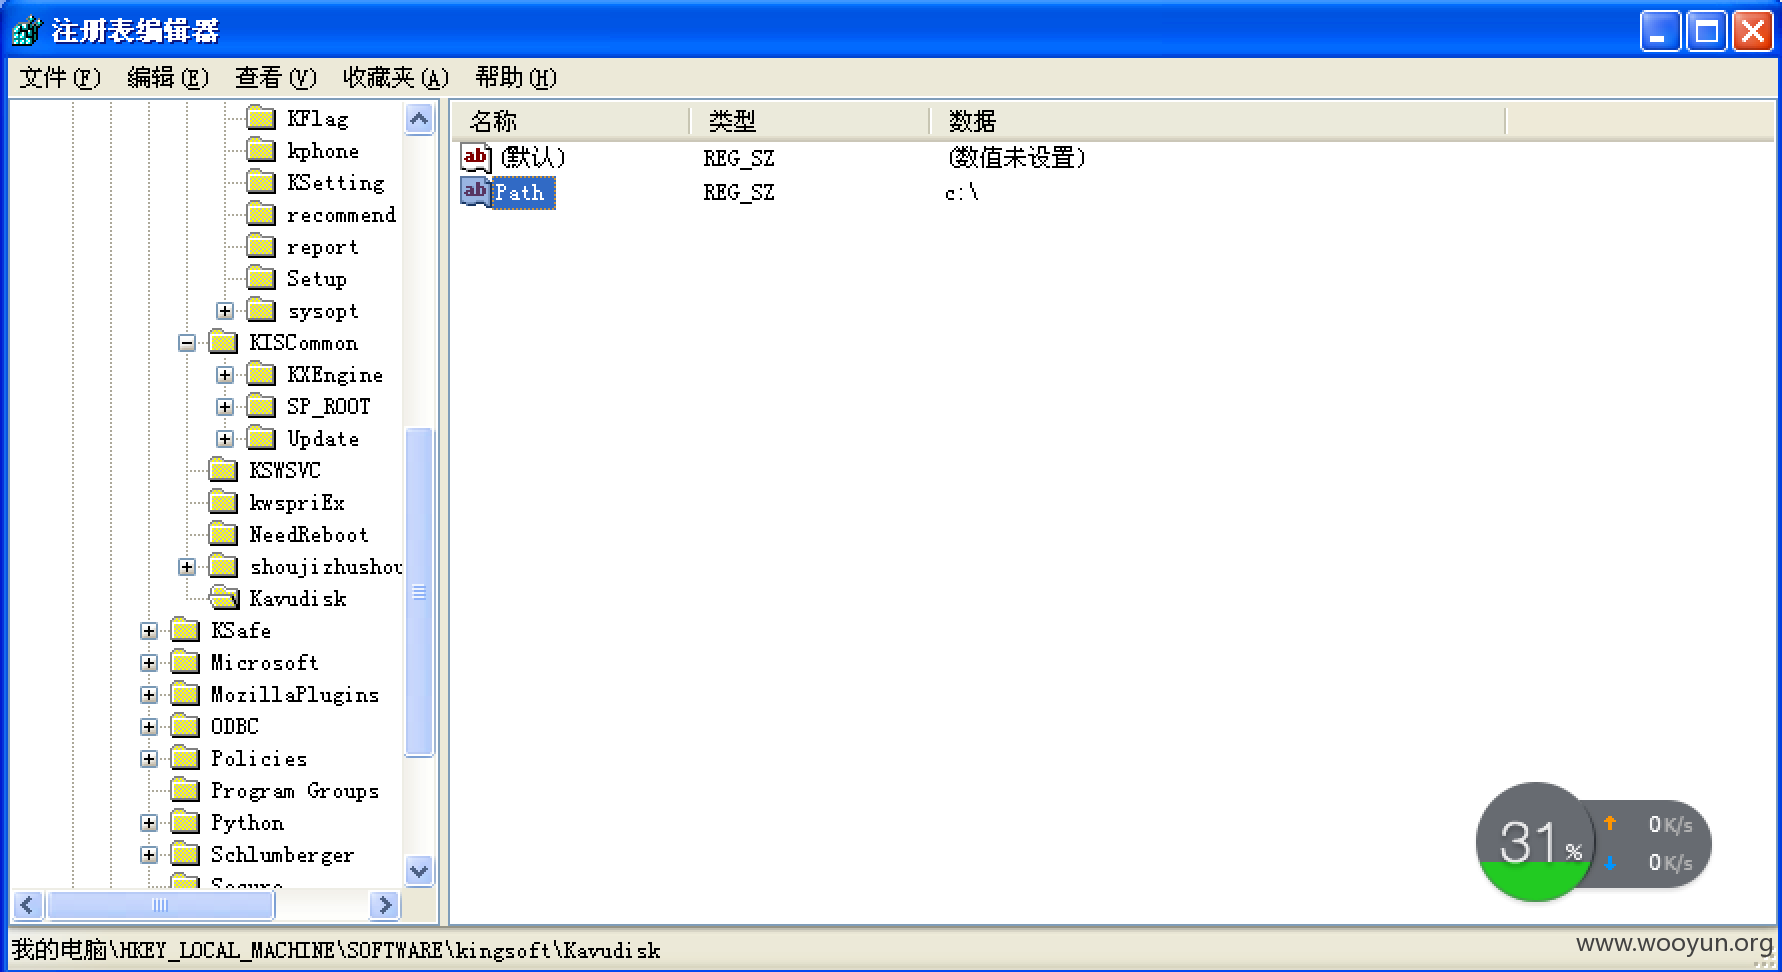 注册表编辑器
文件(F) 编辑(E) 查看(V) 收藏夹(A) 帮助(H)
KFlag
kphone
KSetting
recommend
report
Setup
sysopt
KISCommon
KXEngine
SP_ROOT
Update
KSWSVC
kwspriEx
NeedReboot
shoujizhushou
Kavudisk
KSafe
Microsoft
MozillaPlugins
ODBC
Policies
Program Groups
Python
Schlumberger
Secure
名称 类型 数据
(默认) REG_SZ (数值未设置)
Path REG_SZ c:\
31% 0K/s
0K/s
我的电脑\HKEY_LOCAL_MACHINE\SOFTWARE\kingsoft\Kavudisk
www.wooyun.org